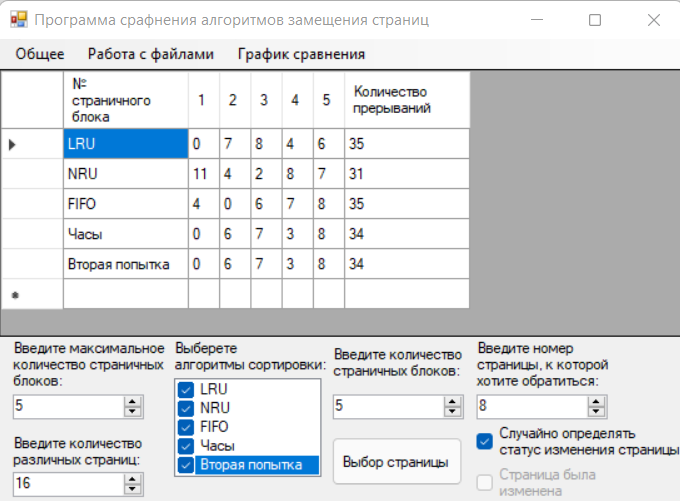 Программа срафнения алгоритмов замещения страниц
Общее Работа с файлами График сравнения
№ страничного блока 1 2 3 4 5 Количество прерываний
LRU 0 7 8 4 6 35
NRU 11 4 2 8 7 31
FIFO 4 0 6 7 8 35
Часы 0 6 7 3 8 34
Вторая попытка 0 6 7 3 8 34
Введите максимальное
количество страничных
блоков:
5
Введите количество
различных страниц:
16
Выберете
алгоритмы сортировки:
LRU
NRU
FIFO
Часы
Вторая попытка
Введите количество
страничных блоков:
5
Выбор страницы
Введите номер
страницы, к которой
хотите обратиться:
8
Случайно определять
статус изменения страницы
Страница была
изменена